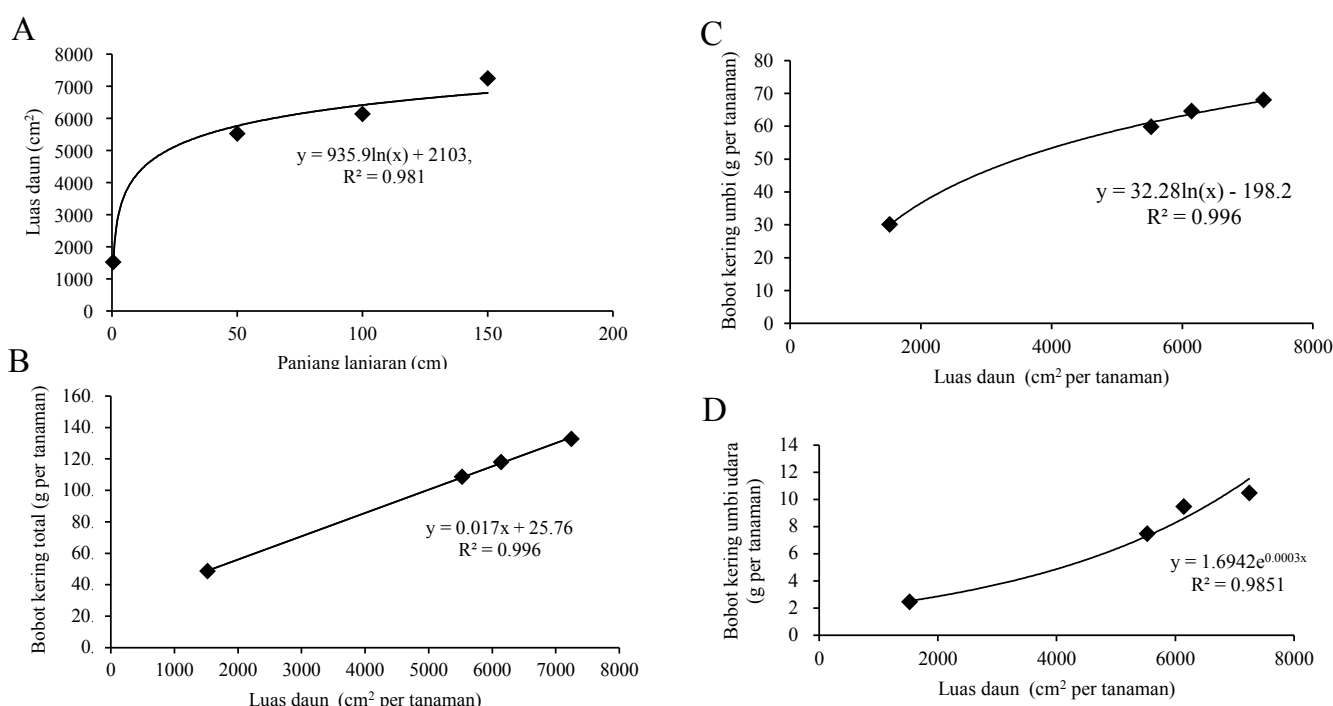 A
Luas daun (cm²)
8000
7000
6000
5000
4000
3000
2000
1000
0
y = 935.9ln(x) + 2103,
R² = 0.981
0 50 100 150 200
Panjang lanjaran (cm)
B
Bobot kering total (g per tanaman)
160.
140.
120.
100.
80.
60.
40.
20.
0.
y = 0.017x + 25.76
R² = 0.996
0 1000 2000 3000 4000 5000 6000 7000 8000
Luas daun (cm² per tanaman)
C
Bobot kering umbi (g per tanaman)
80
70
60
50
40
30
20
10
0
y = 32.28ln(x) - 198.2
R² = 0.996
0 2000 4000 6000 8000
Luas daun (cm² per tanaman)
D
Bobot kering umbi udara
(g per tanaman)
14
12
10
8
6
4
2
0
y = 1.6942e^0.0003x
R² = 0.9851
0 2000 4000 6000 8000
Luas daun (cm² per tanaman)